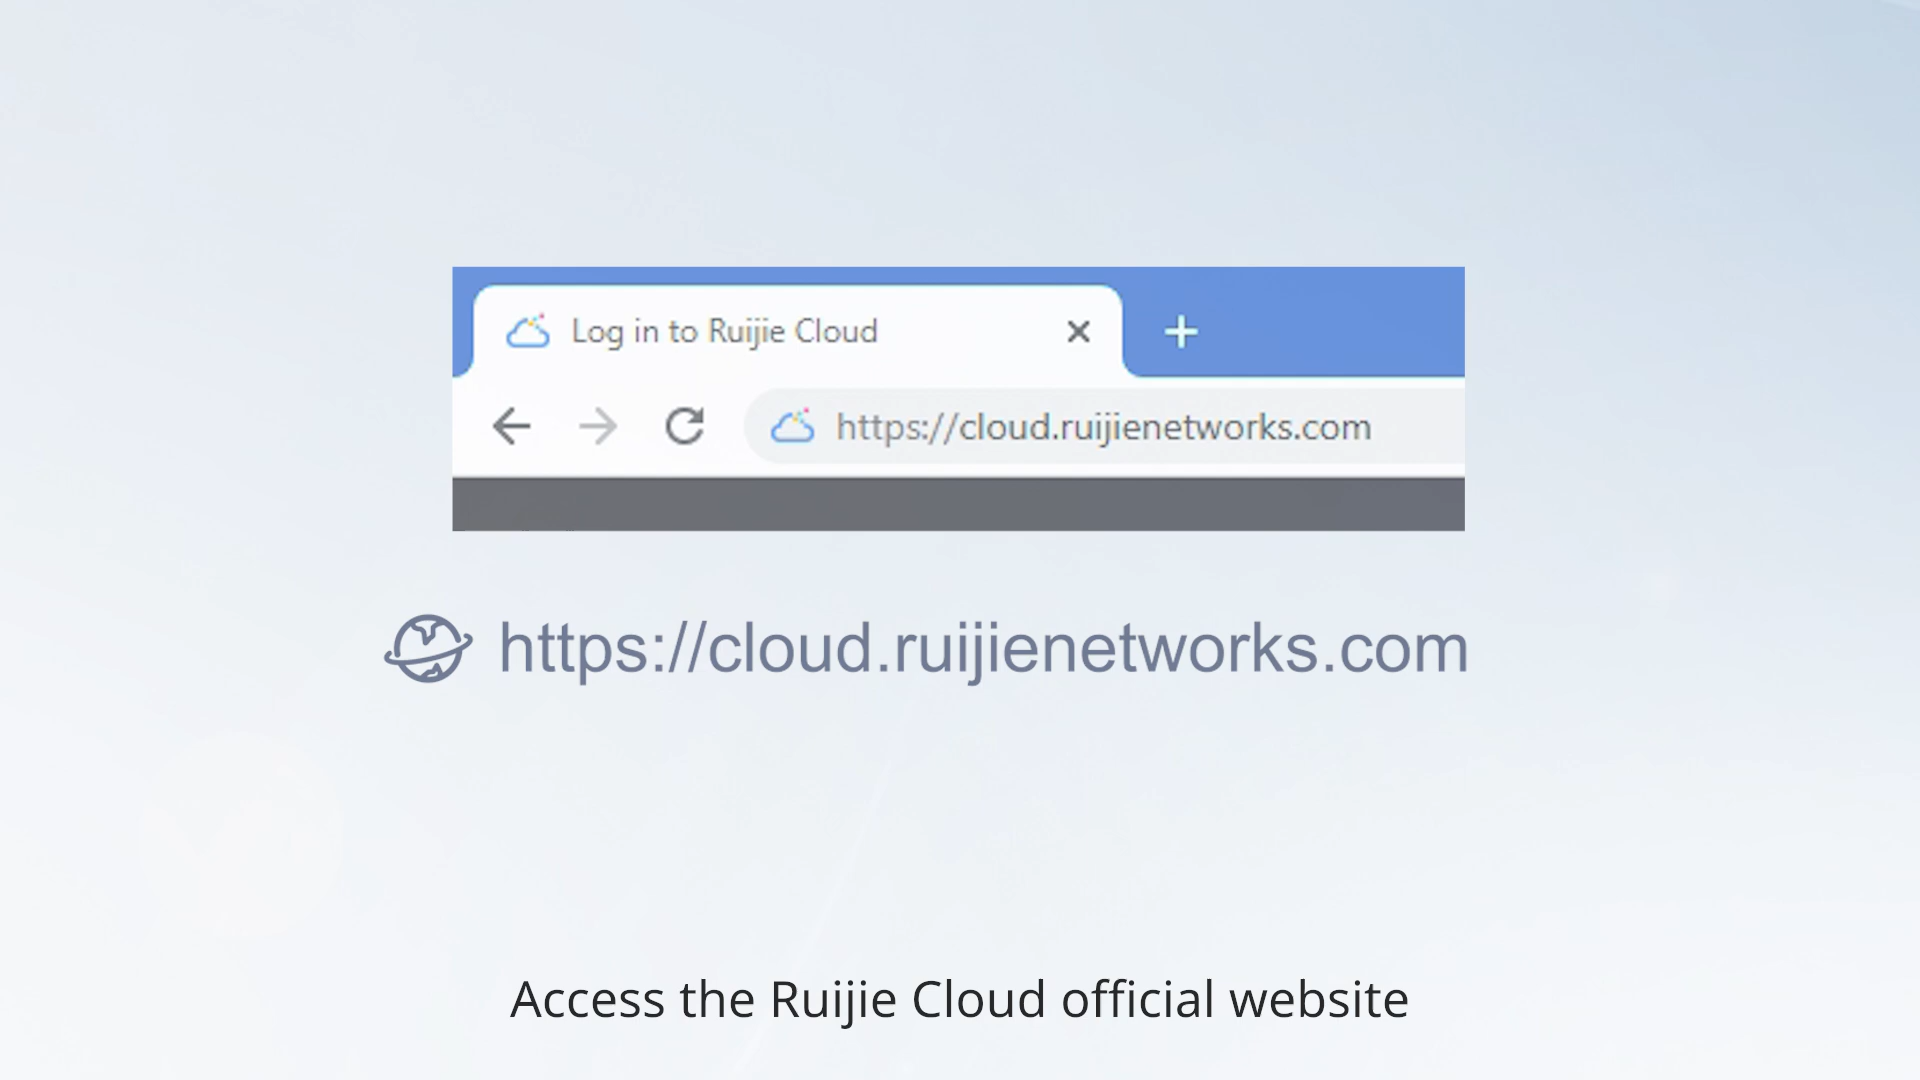 Log in to Ruijie Cloud
https://cloud.ruijienetworks.com
https://cloud.ruijienetworks.com
Access the Ruijie Cloud official website